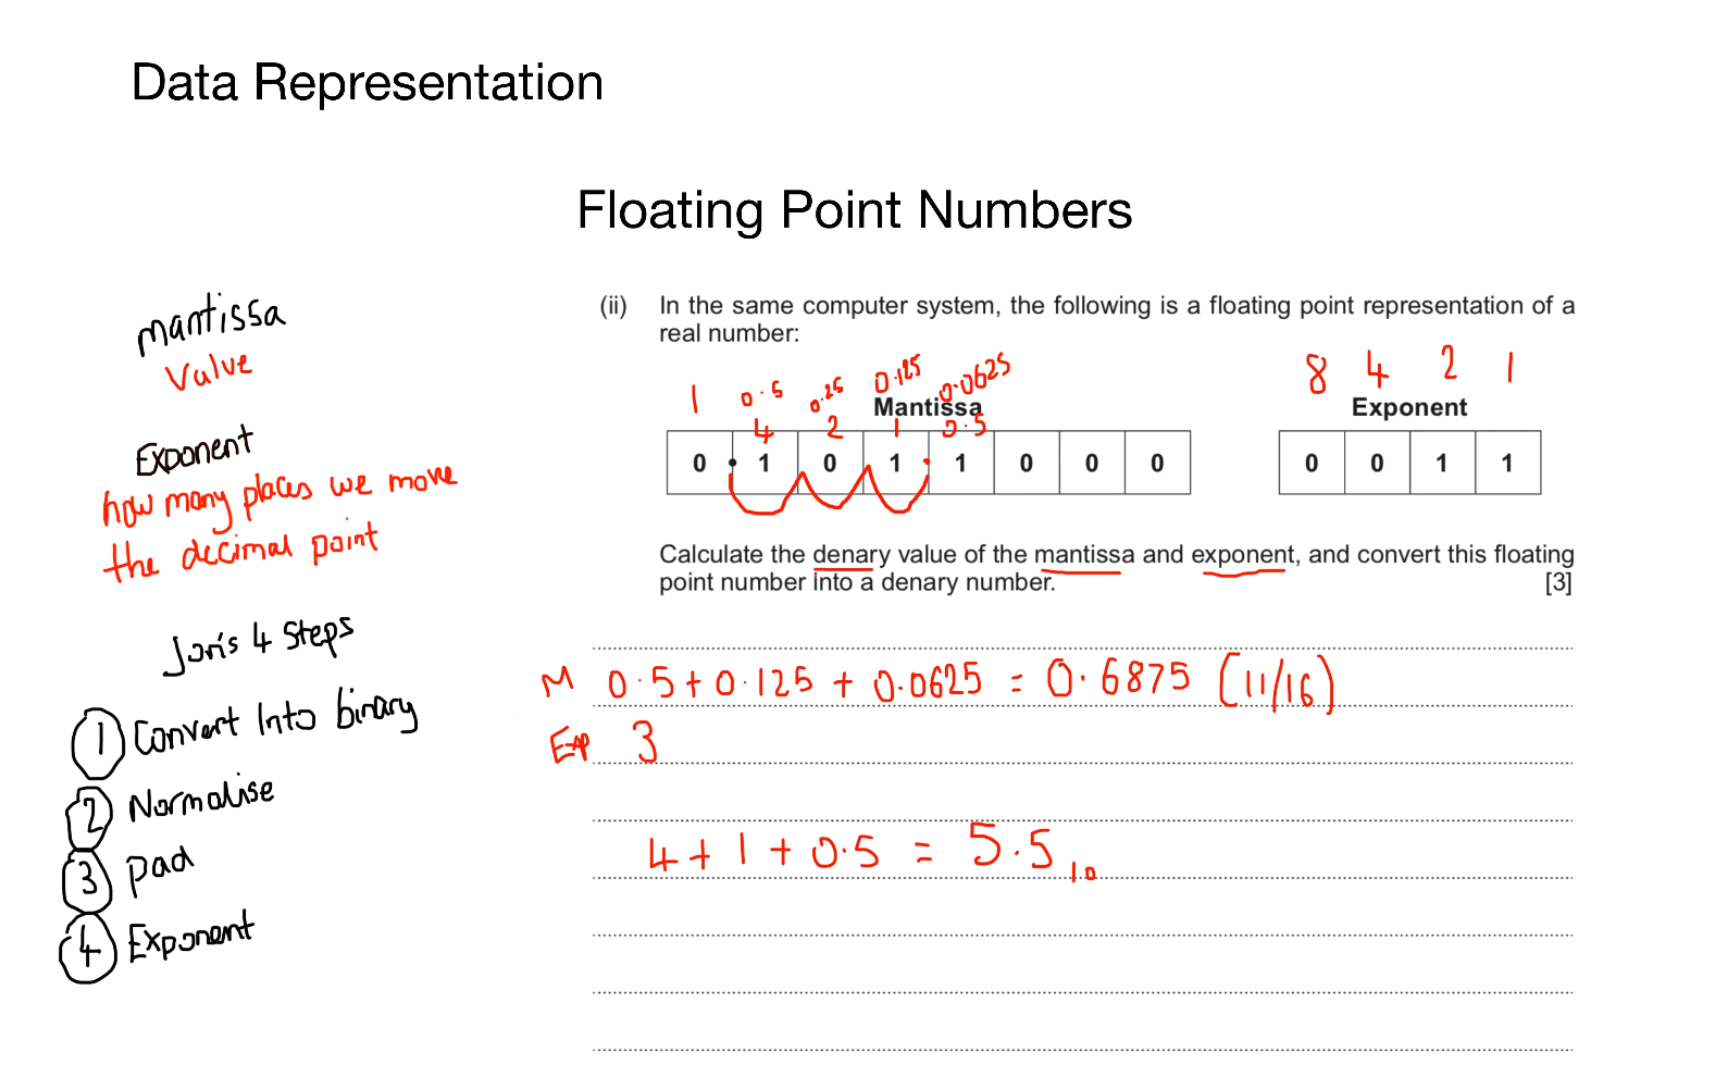 Data Representation
Floating Point Numbers
mantissa
Value
Exponent
how many places we move
the decimal point
Jori's 4 Steps
1 Convert Into binary
2 Normalise
3 pad
4 Exponent
(ii) In the same computer system, the following is a floating point representation of a
real number:
1 0.5 0.25 0.125 0.0625
8 4 2 1
Mantissa Exponent
4 2 1 0.5
0 . 1 0 1 . 1 0 0 0 0 0 1 1
Calculate the denary value of the mantissa and exponent, and convert this floating
point number into a denary number. [3]
M 0.5 + 0.125 + 0.0625 = 0.6875 (11/16)
Exp 3
4 + 1 + 0.5 = 5.5 10